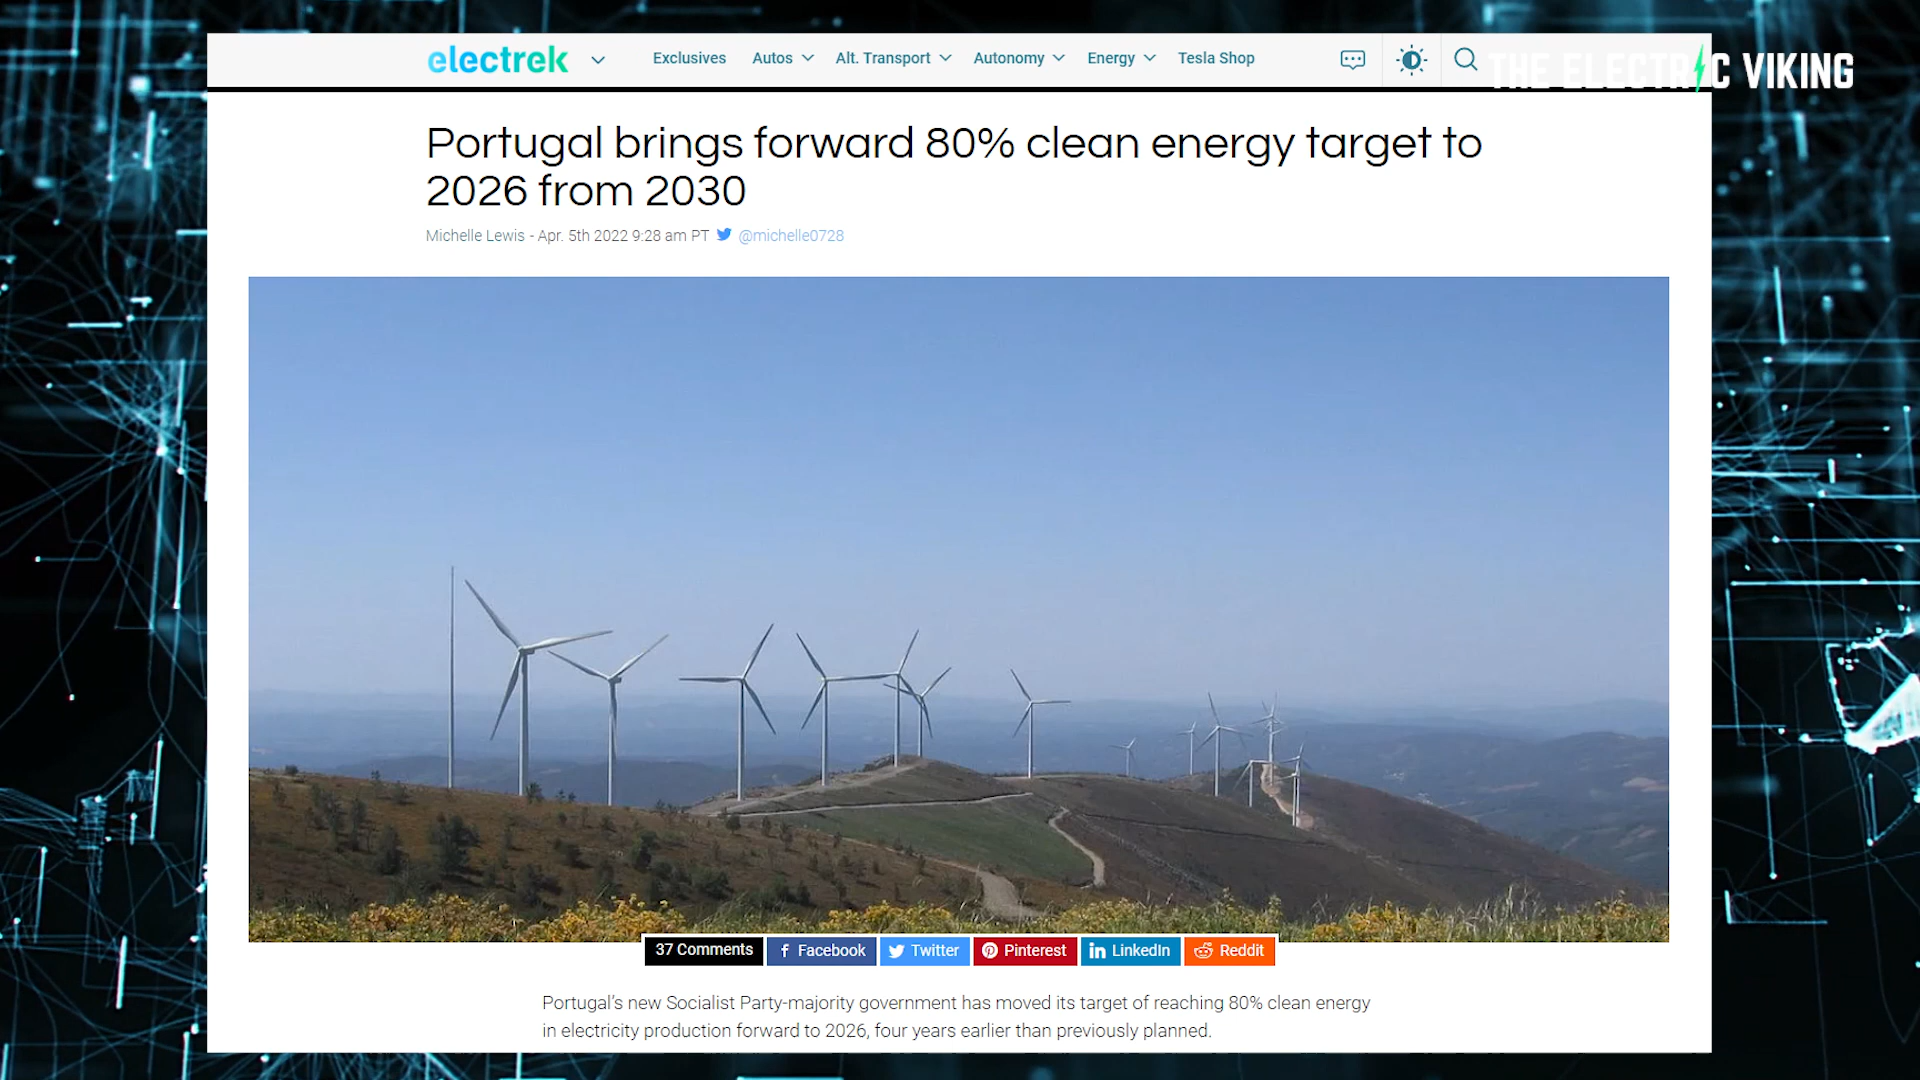 electrek
Exclusives Autos Alt. Transport Autonomy Energy Tesla Shop
THE ELECTRIC VIKING
Portugal brings forward 80% clean energy target to
2026 from 2030
Michelle Lewis - Apr. 5th 2022 9:28 am PT @michelle0728
37 Comments Facebook Twitter Pinterest LinkedIn Reddit
Portugal's new Socialist Party-majority government has moved its target of reaching 80% clean energy
in electricity production forward to 2026, four years earlier than previously planned.